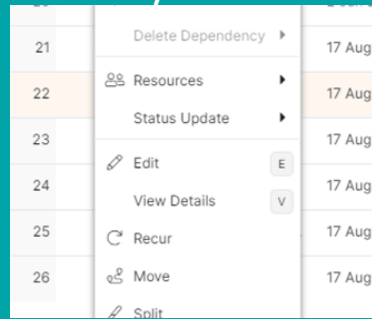 Delete Dependency
21 17 Aug
Resources
22 17 Aug
Status Update
23 17 Aug
Edit E
24 17 Aug
View Details V
25 17 Aug
Recur
26 17 Aug
Move
Split